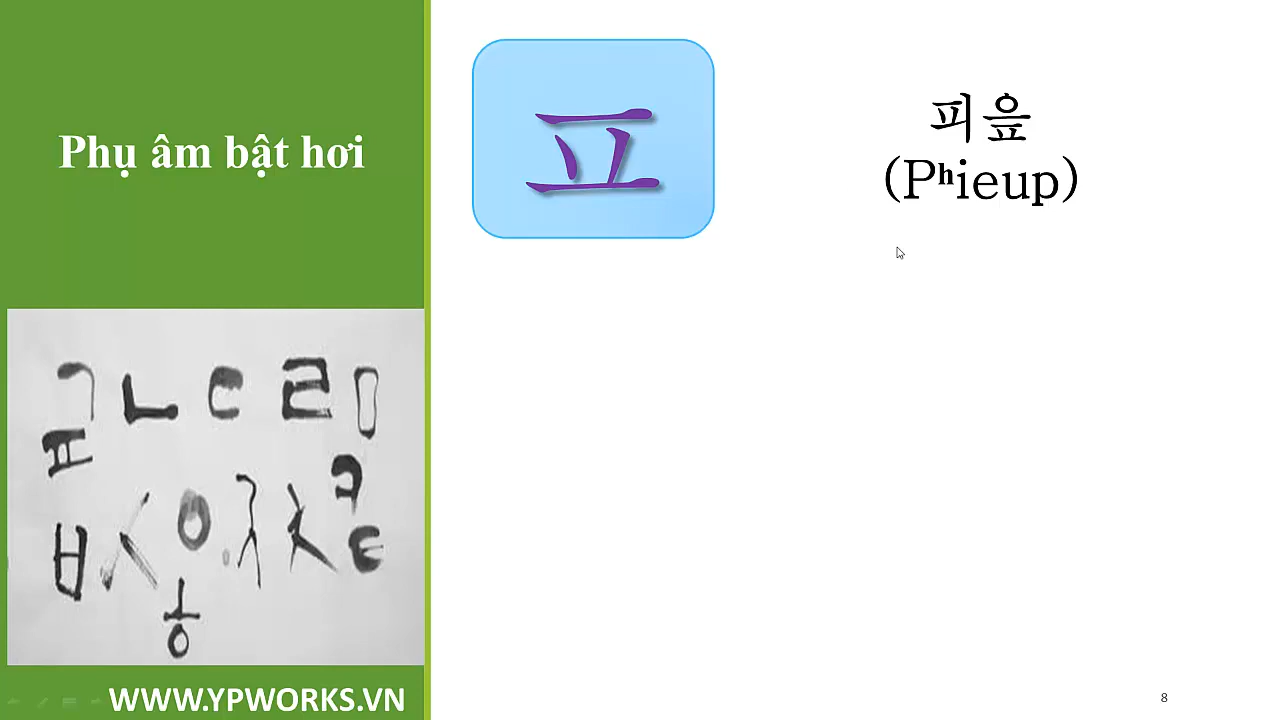 Phụ âm bật hơi
ㅍ
피읖
(Pʰieup)
ㄱ ㄴ ㄷ ㄹ ㅁ
ㅍ
ㅋ
ㅂ ㅅ ㅇ ㅈ ㅊ ㅌ
ㅎ
WWW.YPWORKS.VN
8